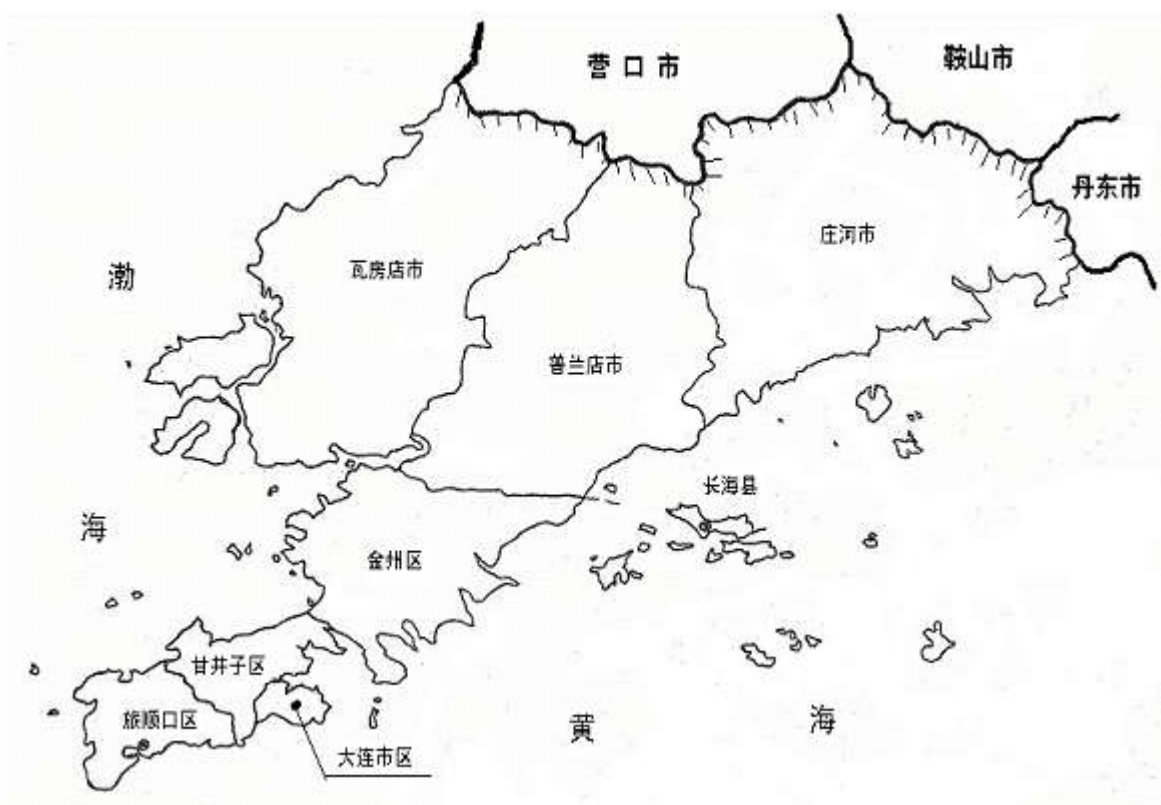 营口市
鞍山市
丹东市
庄河市
渤
瓦房店市
普兰店市
长海县
海
金州区
甘井子区
旅顺口区
黄
海
大连市区